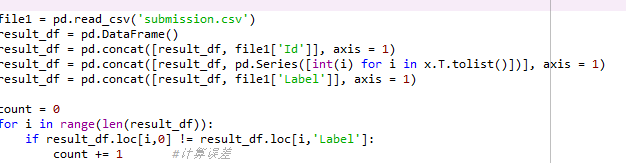 file1 = pd.read_csv('submission.csv')
result_df = pd.DataFrame()
result_df = pd.concat([result_df, file1['Id']], axis = 1)
result_df = pd.concat([result_df, pd.Series([int(i) for i in x.T.tolist()])], axis = 1)
result_df = pd.concat([result_df, file1['Label']], axis = 1)
count = 0
for i in range(len(result_df)):
    if result_df.loc[i,0] != result_df.loc[i,'Label']:
        count += 1       #计算误差